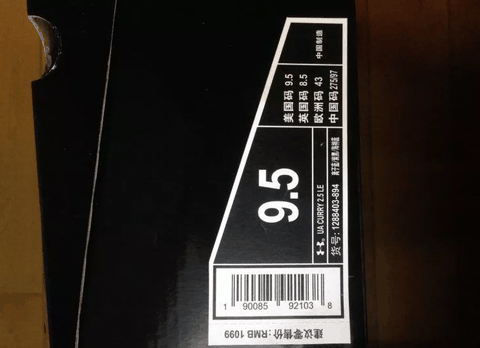 中国制造
美国码 9.5
英国码 8.5
欧洲码 43
中国码 275/97
9.5
UA CURRY 2.5 LE
货号: 1288403-894
1 90085 92103 8
建议零售价: RMB 1099